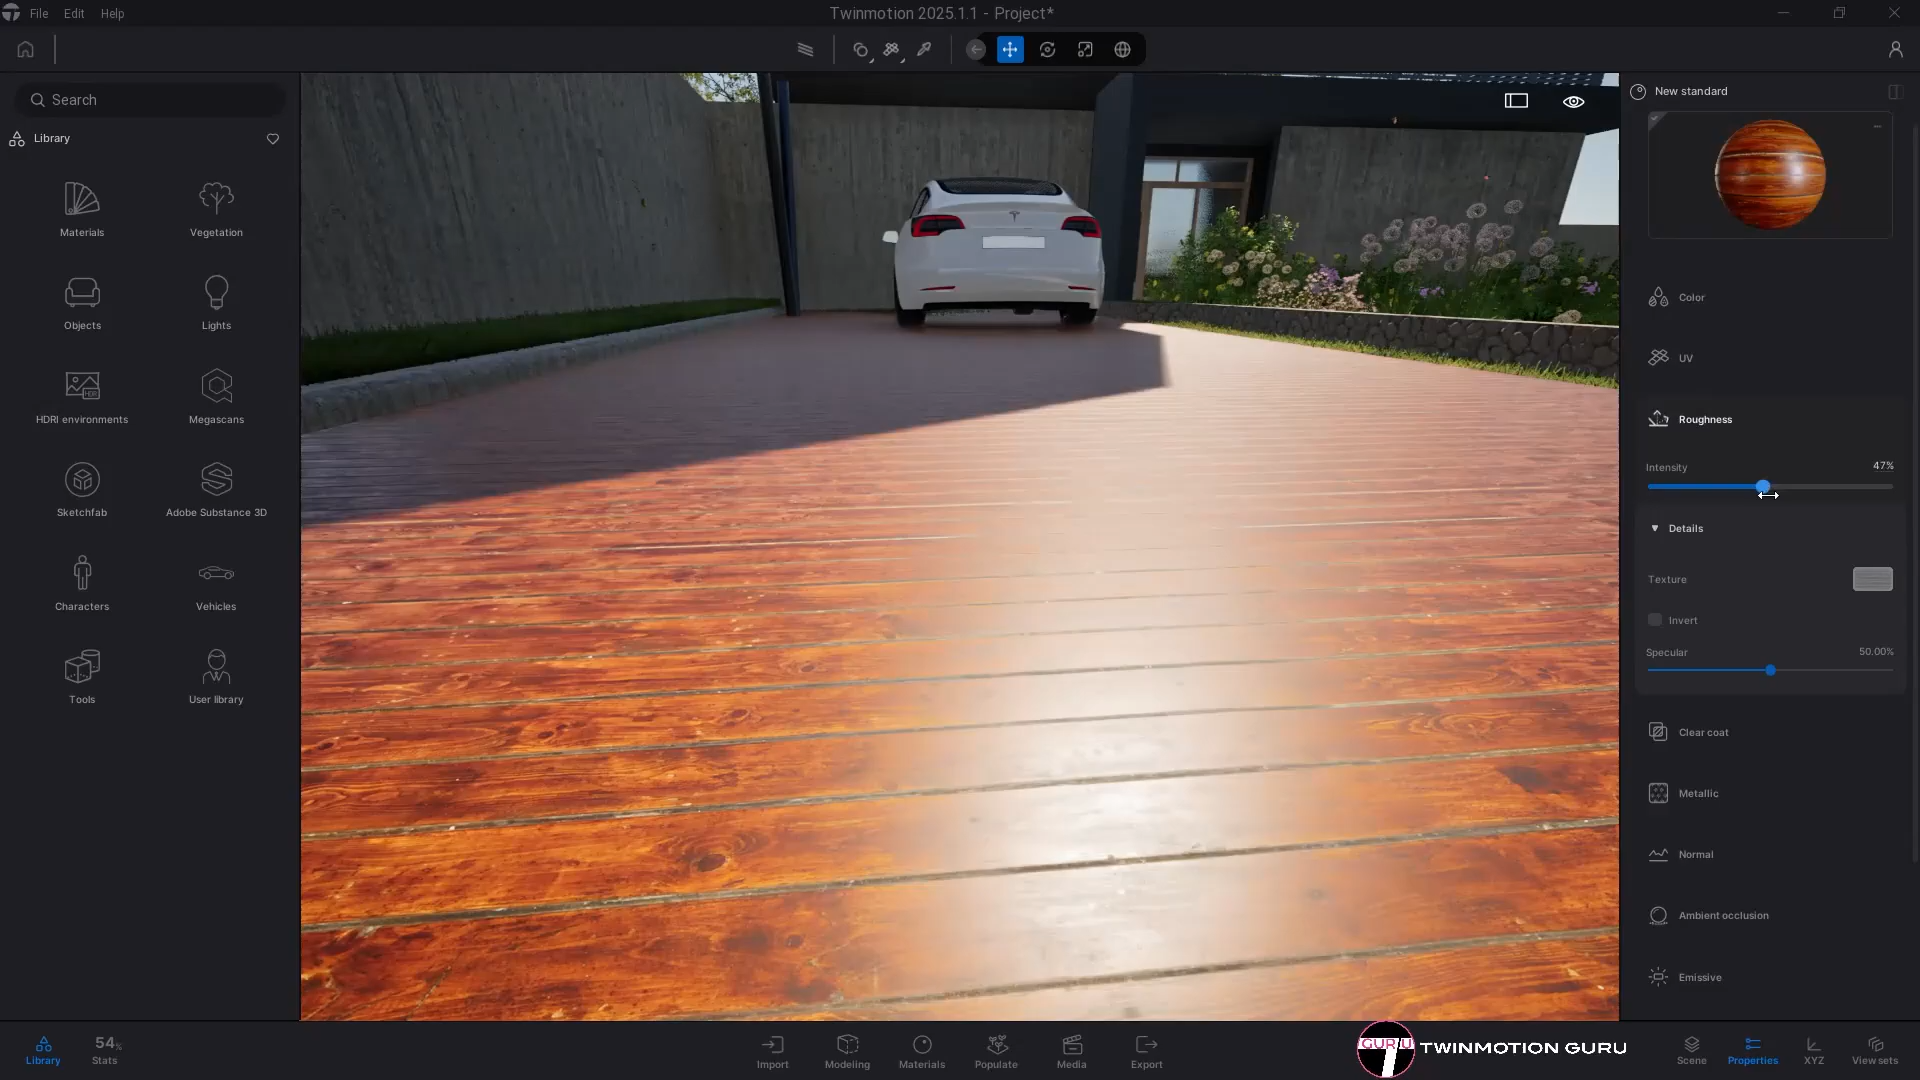 File Edit Help
Twinmotion 2025.1.1 - Project*
Search
Library
Materials
Vegetation
Objects
Lights
HDR
HDRI environments
Megascans
Sketchfab
Adobe Substance 3D
Characters
Vehicles
Tools
User library
New standard
Color
UV
Roughness
Intensity 47%
Details
Texture
Invert
Specular 50.00%
Clear coat
Metallic
Normal
Ambient occlusion
Emissive
Library
54%
Stats
Import
Modeling
Materials
Populate
Media
Export
GURU
TWINMOTION GURU
Scene
Properties
XYZ
View sets